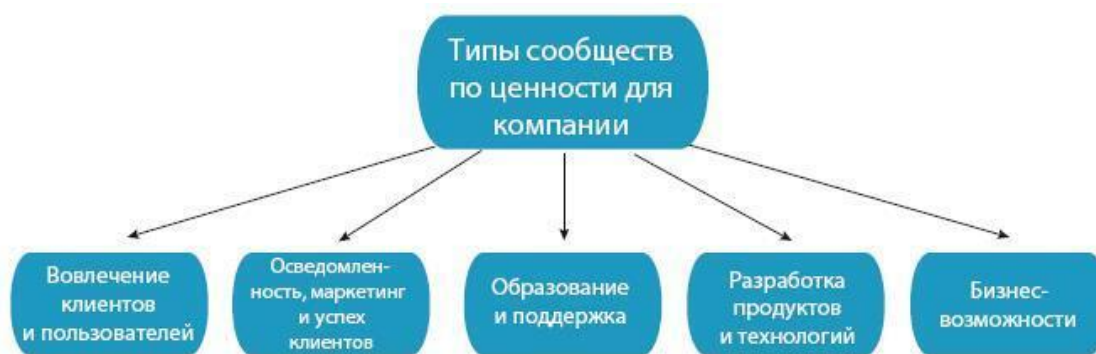 Типы сообществ
по ценности для
компании
Вовлечение
клиентов
и пользователей
Осведомлен-
ность, маркетинг
и успех
клиентов
Образование
и поддержка
Разработка
продуктов
и технологий
Бизнес-
возможности